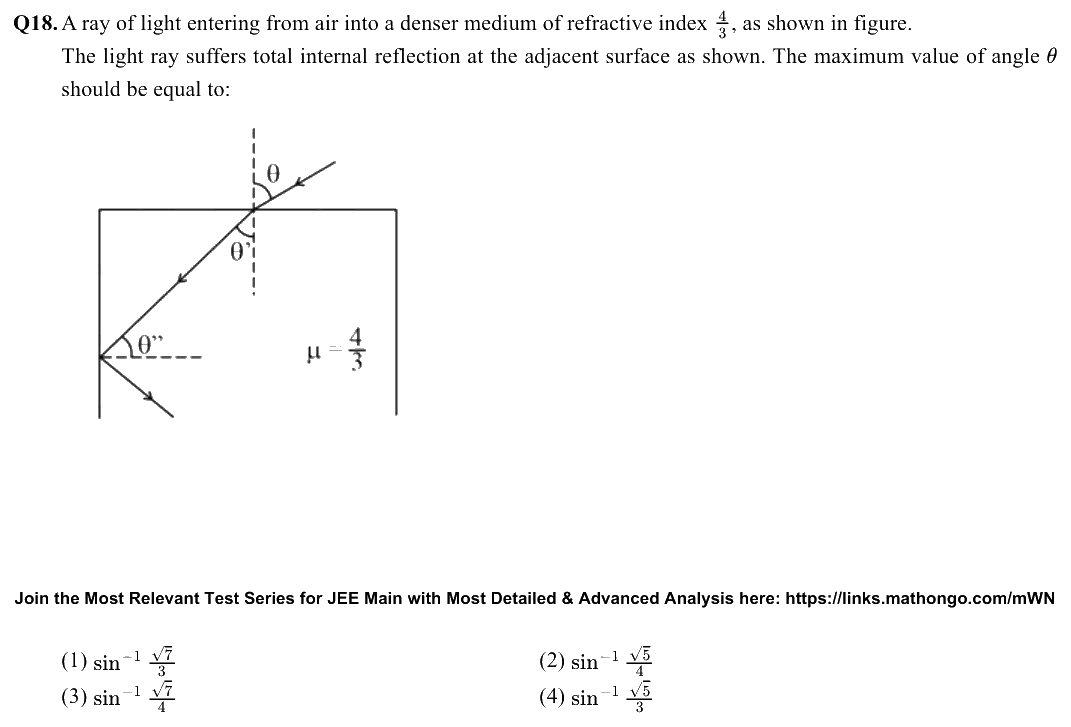 Q18. A ray of light entering from air into a denser medium of refractive index 4/3, as shown in figure.
The light ray suffers total internal reflection at the adjacent surface as shown. The maximum value of angle θ
should be equal to:
θ
θ'
θ”
μ = 4/3
Join the Most Relevant Test Series for JEE Main with Most Detailed & Advanced Analysis here: https://links.mathongo.com/mWN
(1) sin⁻¹ √7/3 (2) sin⁻¹ √5/4
(3) sin⁻¹ √7/4 (4) sin⁻¹ √5/3